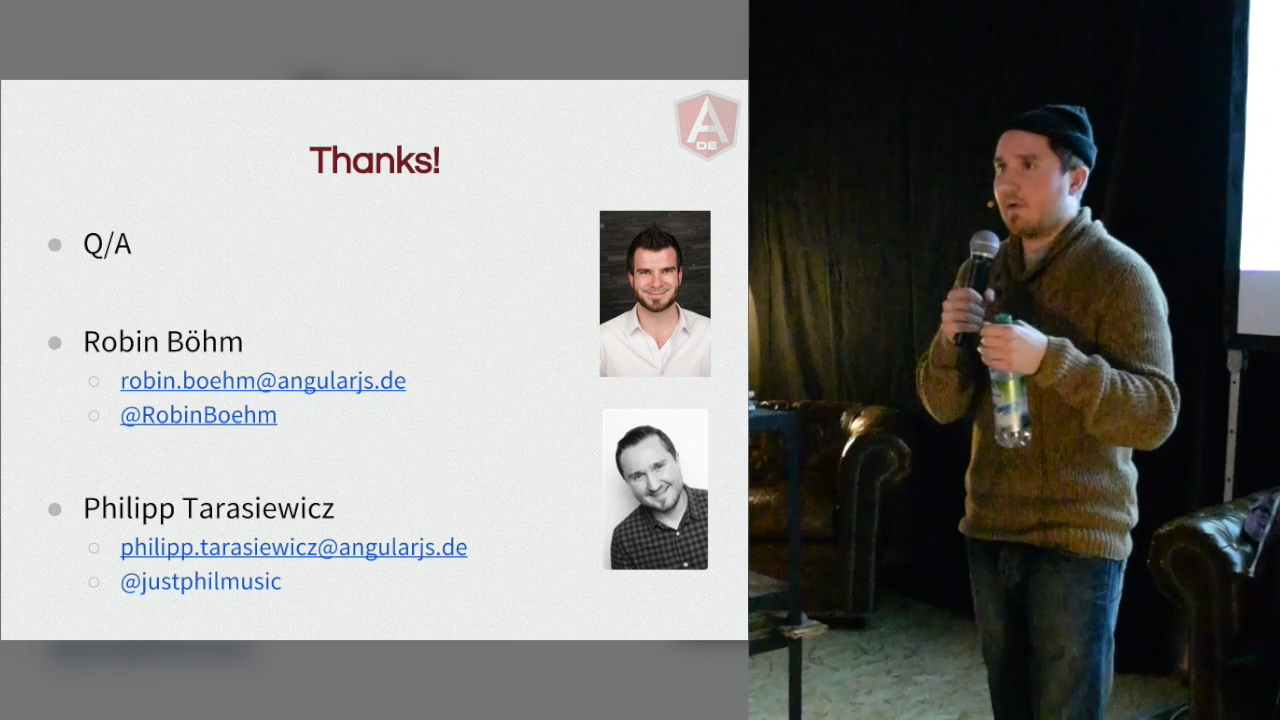 DE
Thanks!
Q/A
Robin Böhm
robin.boehm@angularjs.de
@RobinBoehm
Philipp Tarasiewicz
philipp.tarasiewicz@angularjs.de
@justphilmusic